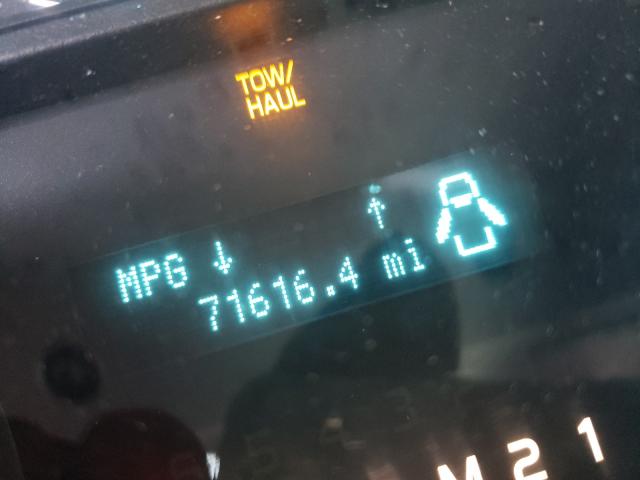 TOW/
HAUL
MPG ↓ ↑
71616.4 mi
M 2 1